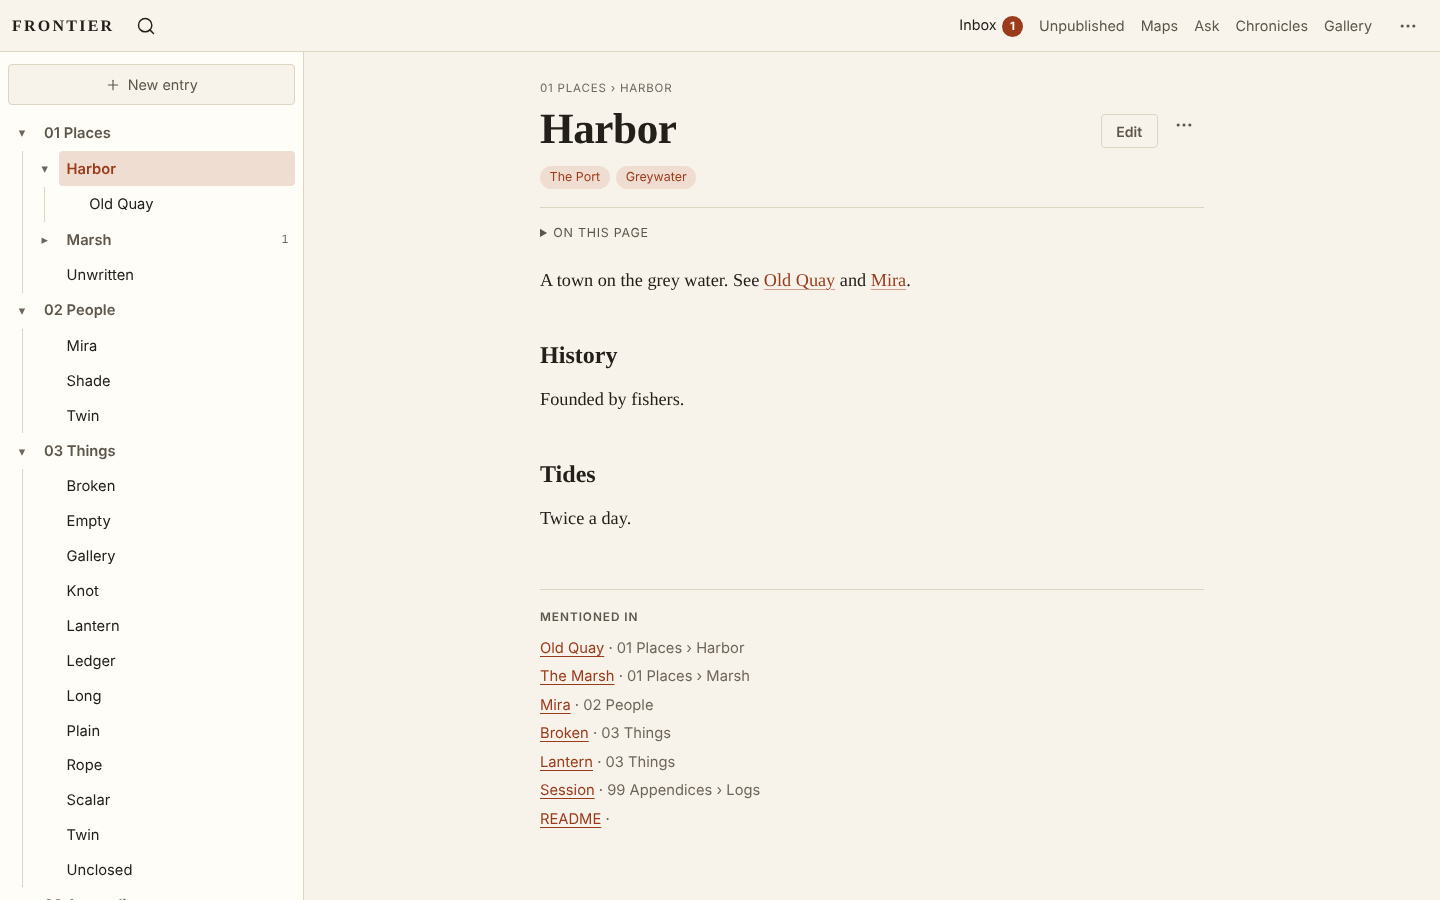 FRONTIER
Inbox 1 Unpublished Maps Ask Chronicles Gallery ···
+ New entry
01 Places
Harbor
Old Quay
Marsh 1
Unwritten
02 People
Mira
Shade
Twin
03 Things
Broken
Empty
Gallery
Knot
Lantern
Ledger
Long
Plain
Rope
Scalar
Twin
Unclosed
01 PLACES › HARBOR
Harbor
Edit ···
The Port Greywater
ON THIS PAGE
A town on the grey water. See Old Quay and Mira.
History
Founded by fishers.
Tides
Twice a day.
MENTIONED IN
Old Quay · 01 Places › Harbor
The Marsh · 01 Places › Marsh
Mira · 02 People
Broken · 03 Things
Lantern · 03 Things
Session · 99 Appendices › Logs
README ·